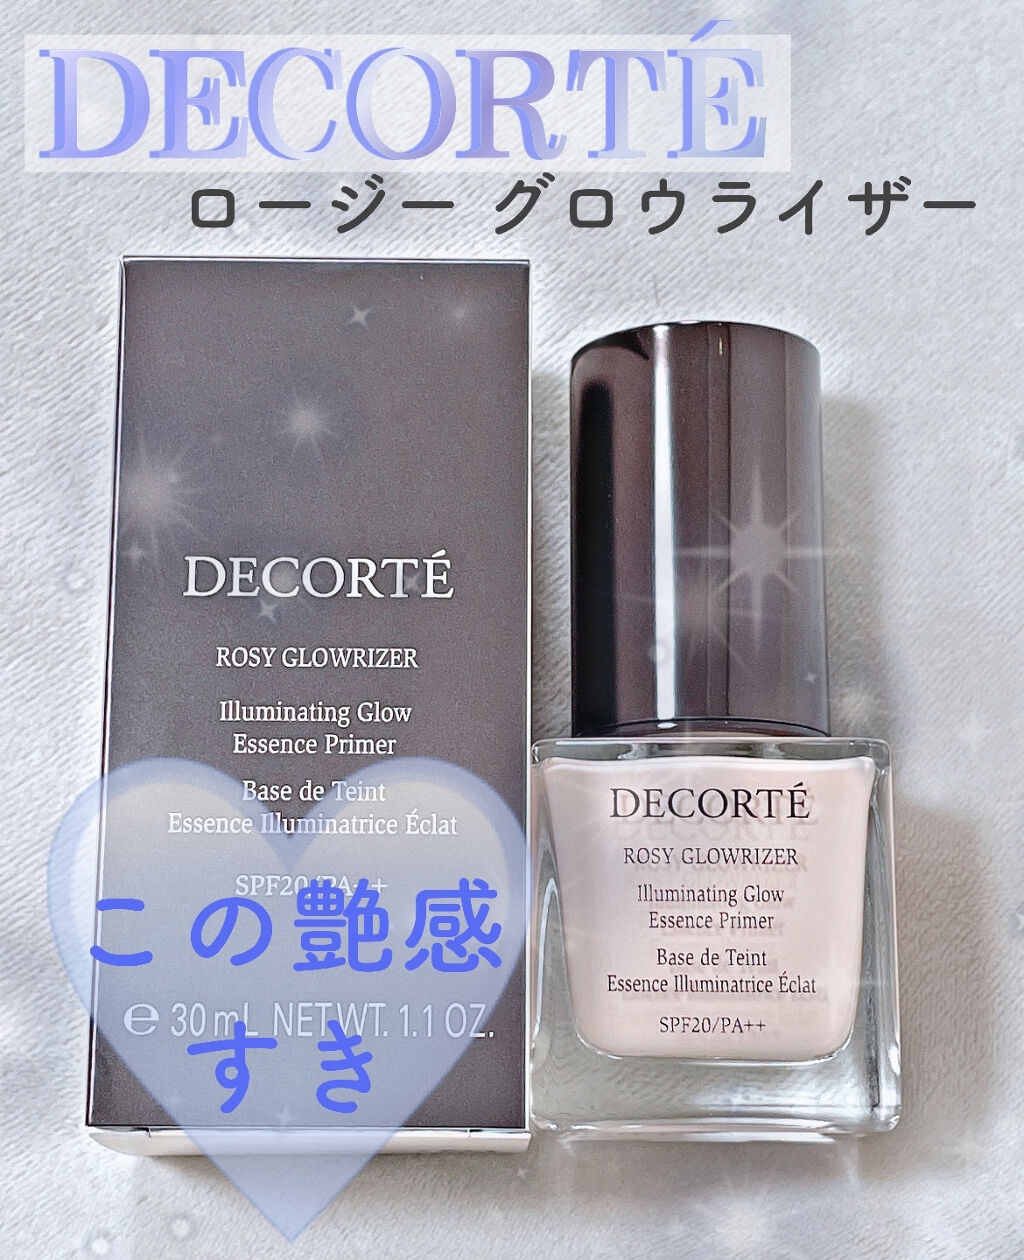 DECORTÉ
ロージー グロウライザー
DECORTÉ
ROSY GLOWRIZER
Illuminating Glow
Essence Primer
Base de Teint
Essence Illuminatrice Éclat
SPF20/PA++
この艶感
すき
℮ 30 mL NET WT. 1.1 OZ.
DECORTÉ
ROSY GLOWRIZER
Illuminating Glow
Essence Primer
Base de Teint
Essence Illuminatrice Éclat
SPF20/PA++